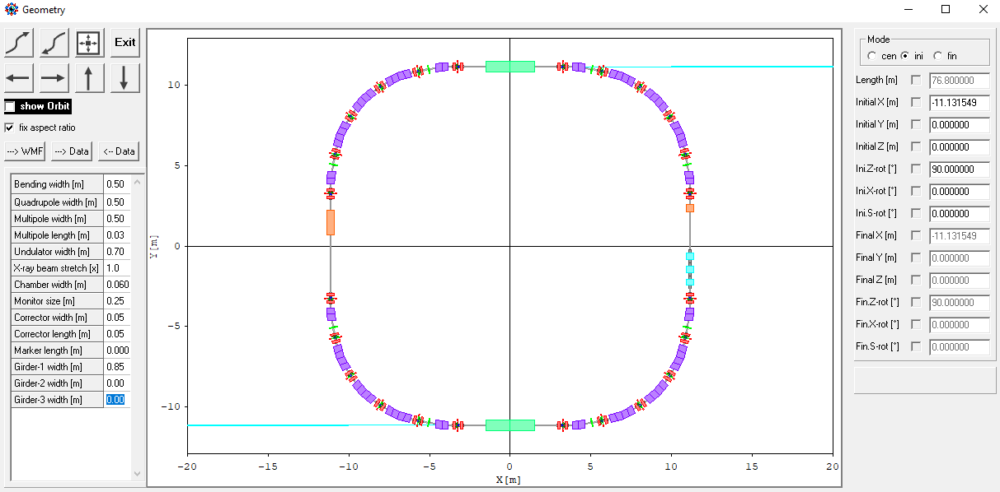 Geometry
Exit
show Orbit
fix aspect ratio
--> WMF
--> Data
<-- Data
Bending width [m] 0.50
Quadrupole width [m] 0.50
Multipole width [m] 0.50
Multipole length [m] 0.03
Undulator width [m] 0.70
X-ray beam stretch [x] 1.0
Chamber width [m] 0.060
Monitor size [m] 0.25
Corrector width [m] 0.05
Corrector length [m] 0.05
Marker length [m] 0.000
Girder-1 width [m] 0.85
Girder-2 width [m] 0.00
Girder-3 width [m] 0.00
10
5
0
-5
-10
Y[m]
-20 -15 -10 -5 0 5 10 15 20
X[m]
Mode
cen ini fin
Length [m] 76.800000
Initial X [m] -11.131549
Initial Y [m] 0.000000
Initial Z [m] 0.000000
Ini.Z-rot [°] 90.000000
Ini.X-rot [°] 0.000000
Ini.S-rot [°] 0.000000
Final X [m] -11.131549
Final Y [m] 0.000000
Final Z [m] 0.000000
Fin.Z-rot [°] 90.000000
Fin.X-rot [°] 0.000000
Fin.S-rot [°] 0.000000